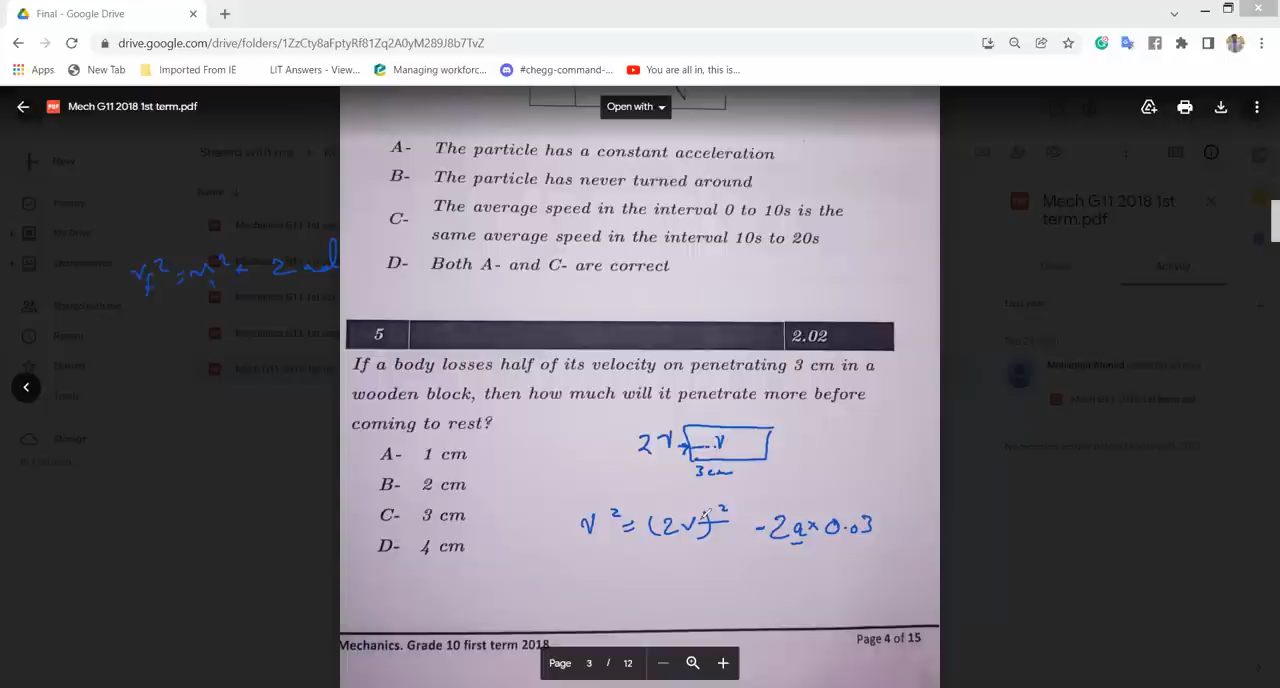 Final - Google Drive
drive.google.com/drive/folders/1ZzCty8aFptyRf81Zq2A0yM289J8b7TvZ
Apps New Tab Imported From IE LIT Answers - View... Managing workforc... #chegg-command-... You are all in, this is...
Mech G11 2018 1st term.pdf
Open with
A- The particle has a constant acceleration
B- The particle has never turned around
C- The average speed in the interval 0 to 10s is the
same average speed in the interval 10s to 20s
D- Both A- and C- are correct
5 2.02
If a body losses half of its velocity on penetrating 3 cm in a
wooden block, then how much will it penetrate more before
coming to rest?
A- 1 cm
B- 2 cm
C- 3 cm
D- 4 cm
2v v
3cm
v² = (2v)² - 2a × 0.03
Mechanics. Grade 10 first term 2018
Page 4 of 15
Page 3 / 12
New
Name
Storage
Mech G11 2018 1st
term.pdf
Activity